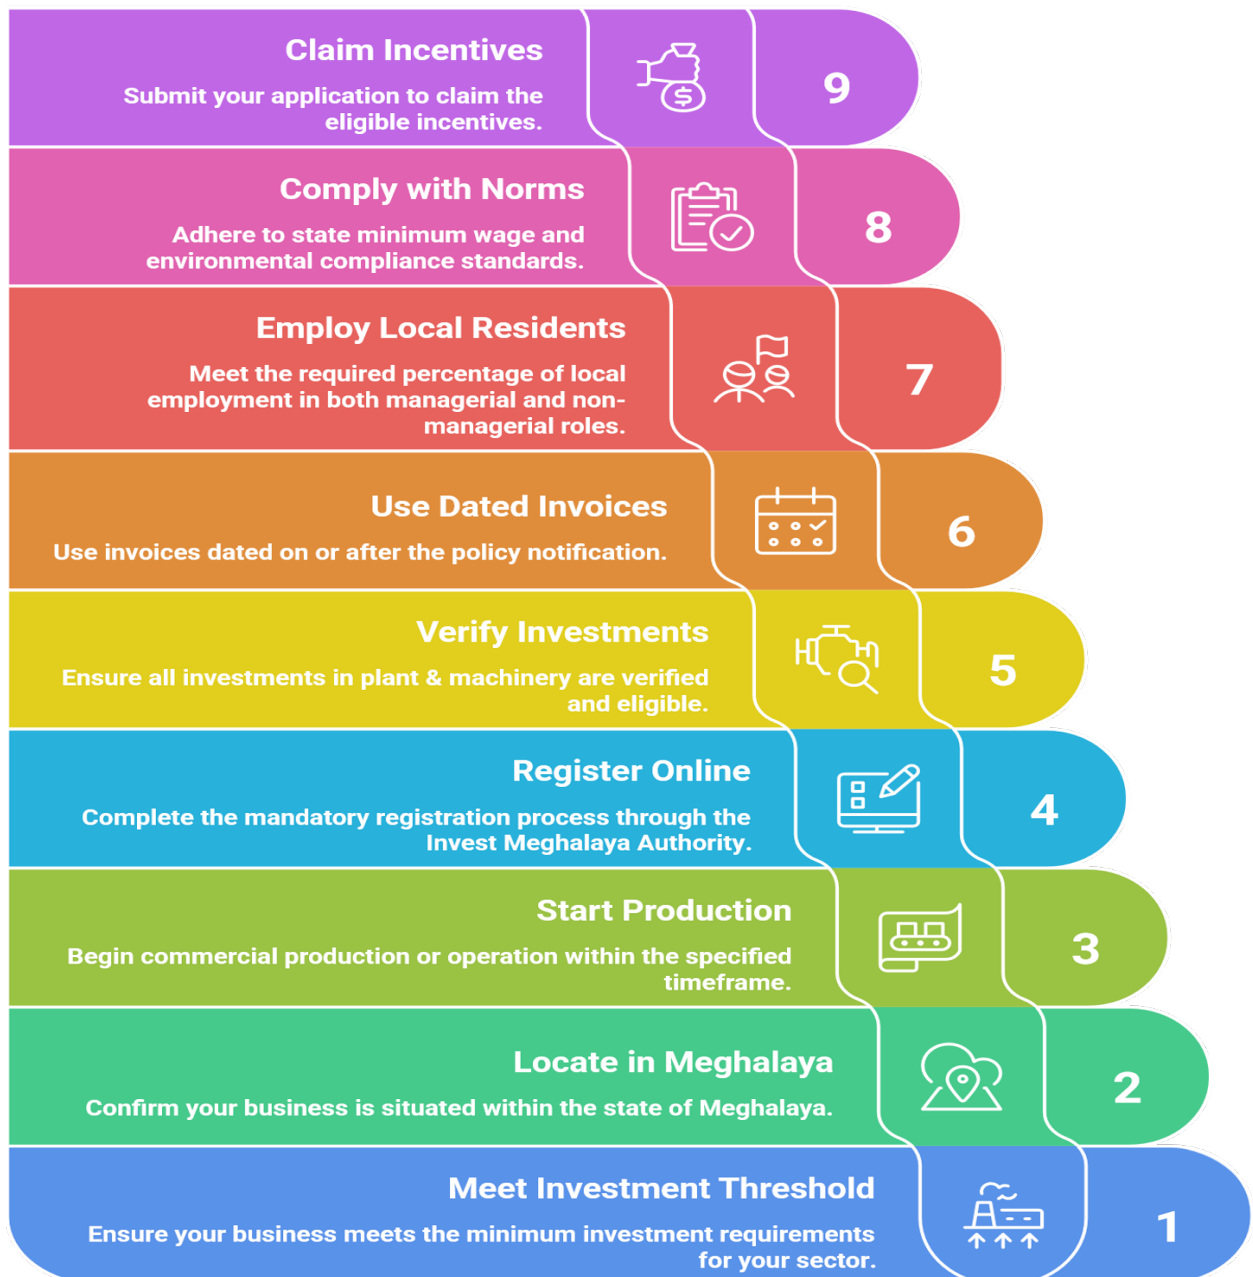 Claim Incentives
Submit your application to claim the
eligible incentives.
9
Comply with Norms
Adhere to state minimum wage and
environmental compliance standards.
8
Employ Local Residents
Meet the required percentage of local
employment in both managerial and non-
managerial roles.
7
Use Dated Invoices
Use invoices dated on or after the policy notification.
6
Verify Investments
Ensure all investments in plant & machinery are verified
and eligible.
5
Register Online
Complete the mandatory registration process through the
Invest Meghalaya Authority.
4
Start Production
Begin commercial production or operation within the specified
timeframe.
3
Locate in Meghalaya
Confirm your business is situated within the state of Meghalaya.
2
Meet Investment Threshold
Ensure your business meets the minimum investment requirements
for your sector.
1